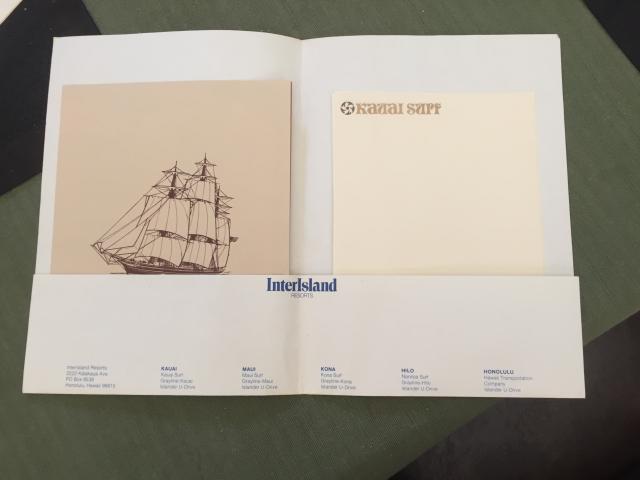 KAUAI SURF
InterIsland
RESORTS
InterIsland Resorts
2222 Kalakaua Ave.
PO Box 8539
Honolulu, Hawaii 96815
KAUAI
Kauai Surf
Grayline-Kauai
Islander U-Drive
MAUI
Maui Surf
Grayline-Maui
Islander U-Drive
KONA
Kona Surf
Grayline-Kona
Islander U-Drive
HILO
Naniloa Surf
Grayline-Hilo
Islander U-Drive
HONOLULU
Hawaii Transportation
Company
Islander U-Drive